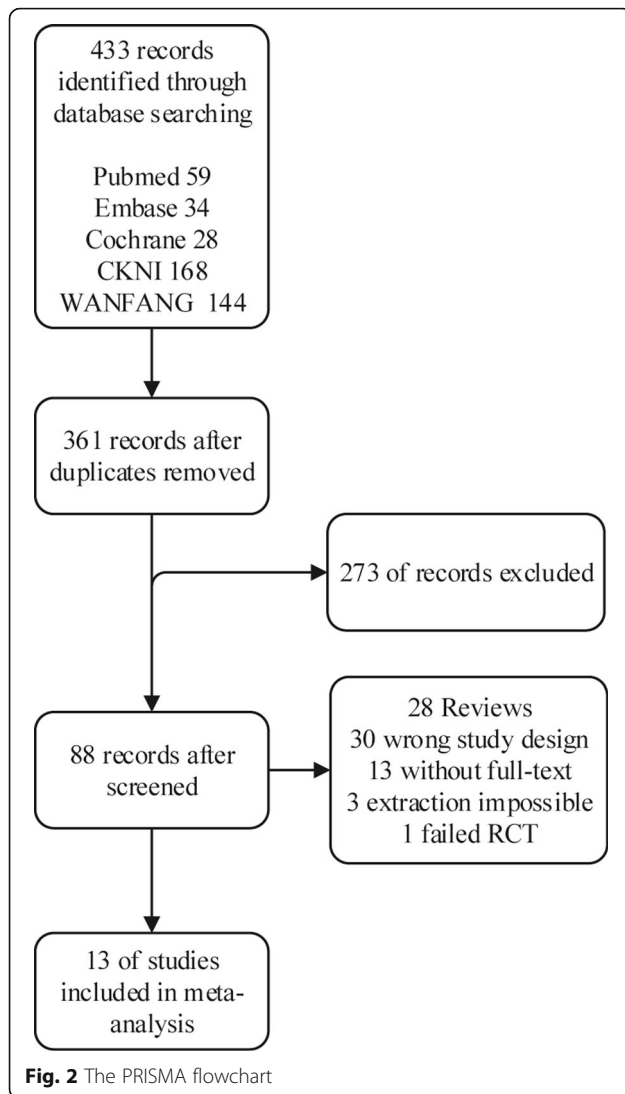 433 records
identified through
database searching
Pubmed 59
Embase 34
Cochrane 28
CKNI 168
WANFANG 144
361 records after
duplicates removed
273 of records excluded
88 records after
screened
28 Reviews
30 wrong study design
13 without full-text
3 extraction impossible
1 failed RCT
13 of studies
included in meta-
analysis
Fig. 2 The PRISMA flowchart